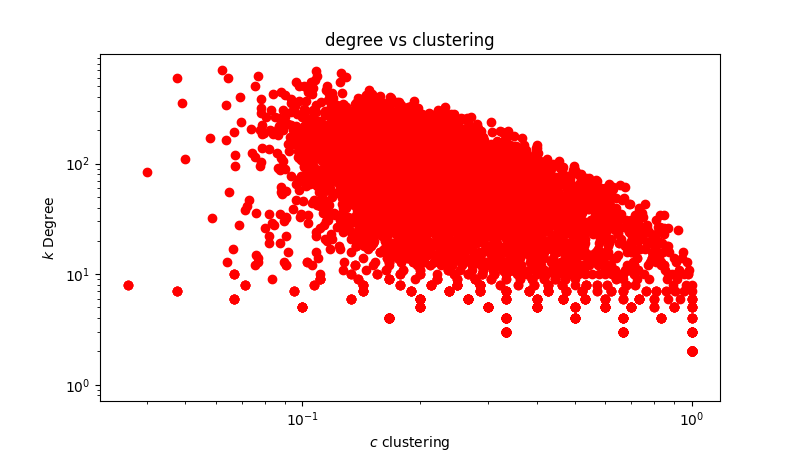 degree vs clustering
k Degree
10²
10¹
10⁰
10⁻¹
10⁰
c clustering